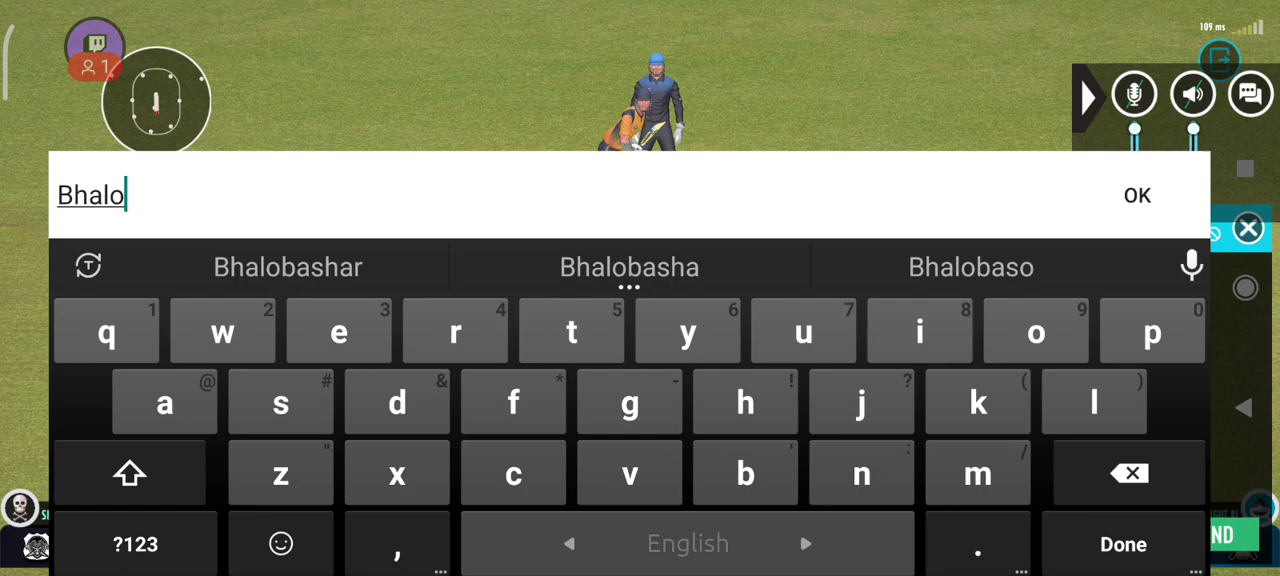 109 ms
1
Bhalo
OK
Bhalobashar Bhalobasha Bhalobaso
q 1 w 2 e 3 r 4 t 5 y 6 u 7 i 8 o 9 p 0
a @ s # d & f * g - h ! j ? k ( l )
z " x c v b ' n : m /
?123 , English . Done
ND